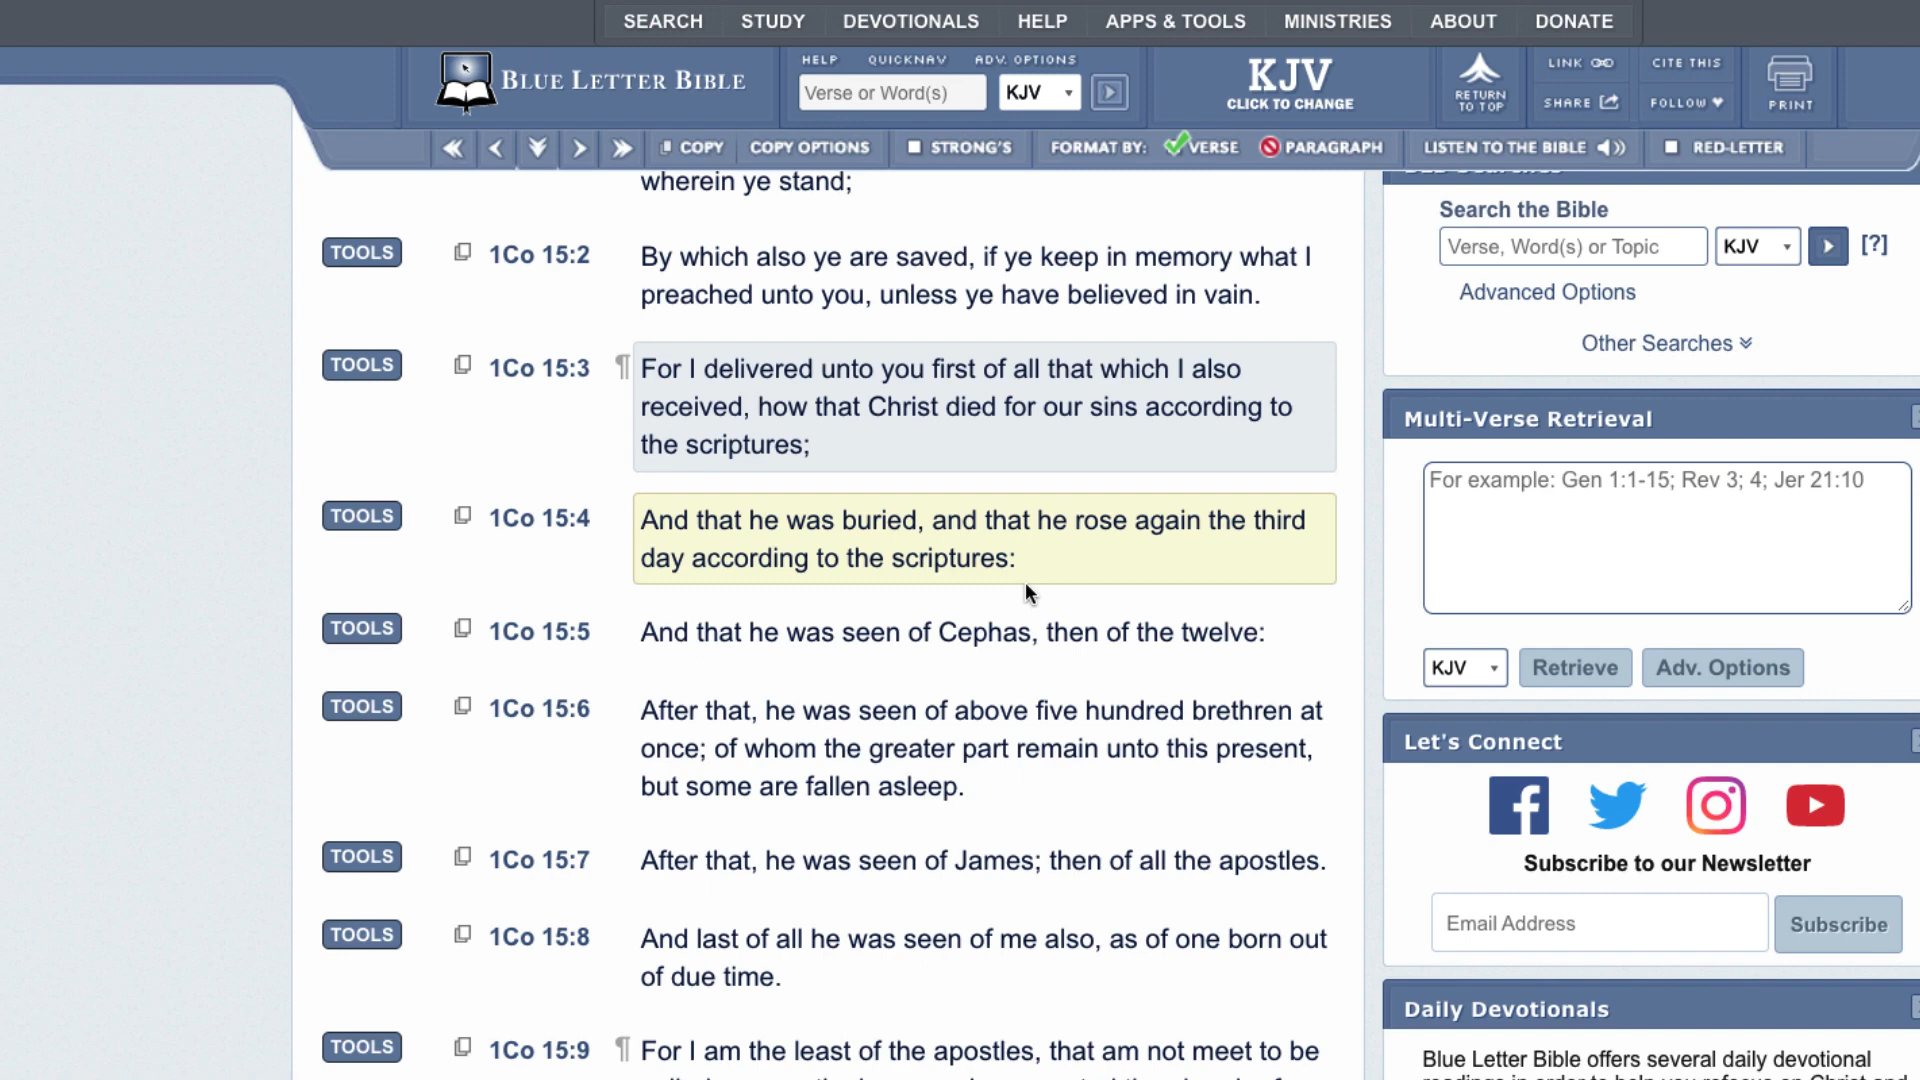 SEARCH STUDY DEVOTIONALS HELP APPS & TOOLS MINISTRIES ABOUT DONATE
BLUE LETTER BIBLE
HELP QUICKNAV ADV. OPTIONS
Verse or Word(s) KJV
KJV
CLICK TO CHANGE
RETURN
TO TOP
LINK
SHARE
CITE THIS
FOLLOW
PRINT
COPY COPY OPTIONS STRONG'S FORMAT BY: VERSE PARAGRAPH LISTEN TO THE BIBLE RED-LETTER
wherein ye stand;
TOOLS 1Co 15:2 By which also ye are saved, if ye keep in memory what I
preached unto you, unless ye have believed in vain.
TOOLS 1Co 15:3 ¶ For I delivered unto you first of all that which I also
received, how that Christ died for our sins according to
the scriptures;
TOOLS 1Co 15:4 And that he was buried, and that he rose again the third
day according to the scriptures:
TOOLS 1Co 15:5 And that he was seen of Cephas, then of the twelve:
TOOLS 1Co 15:6 After that, he was seen of above five hundred brethren at
once; of whom the greater part remain unto this present,
but some are fallen asleep.
TOOLS 1Co 15:7 After that, he was seen of James; then of all the apostles.
TOOLS 1Co 15:8 And last of all he was seen of me also, as of one born out
of due time.
TOOLS 1Co 15:9 ¶ For I am the least of the apostles, that am not meet to be
Search the Bible
Verse, Word(s) or Topic KJV [?]
Advanced Options
Other Searches
Multi-Verse Retrieval
For example: Gen 1:1-15; Rev 3; 4; Jer 21:10
KJV Retrieve Adv. Options
Let's Connect
Subscribe to our Newsletter
Email Address Subscribe
Daily Devotionals
Blue Letter Bible offers several daily devotional